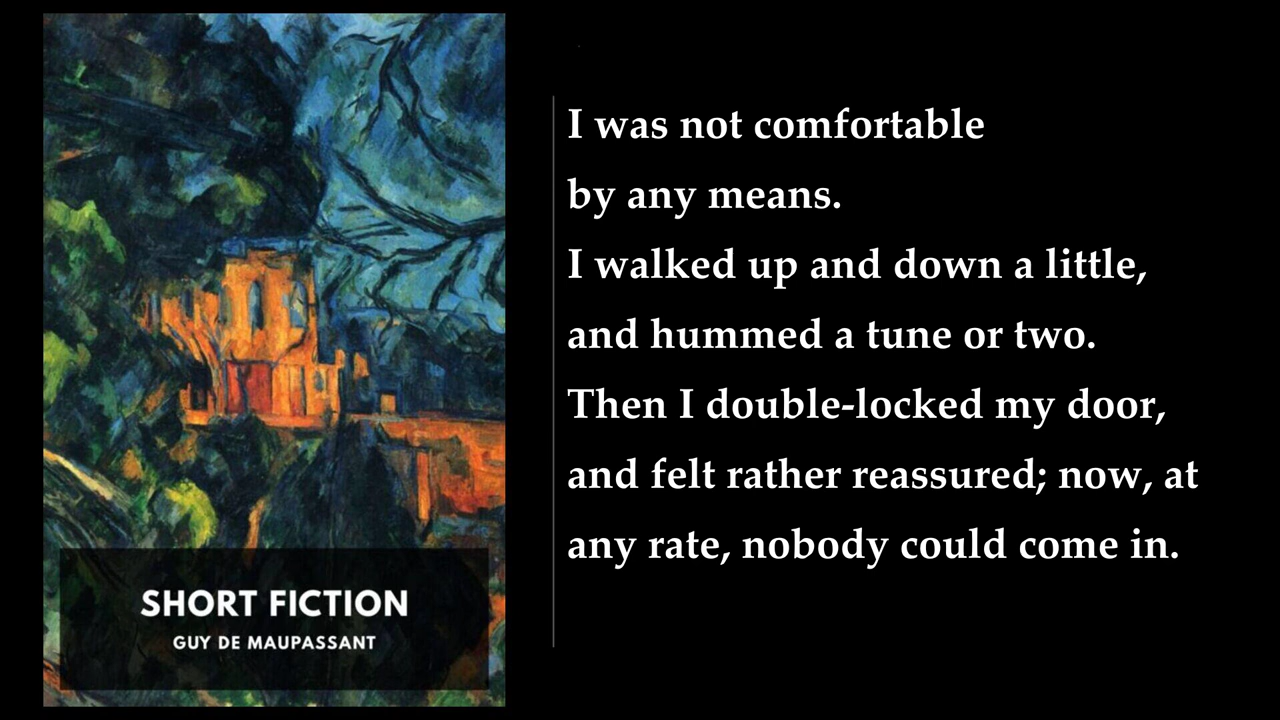 SHORT FICTION
GUY DE MAUPASSANT
I was not comfortable
by any means.
I walked up and down a little,
and hummed a tune or two.
Then I double-locked my door,
and felt rather reassured; now, at
any rate, nobody could come in.